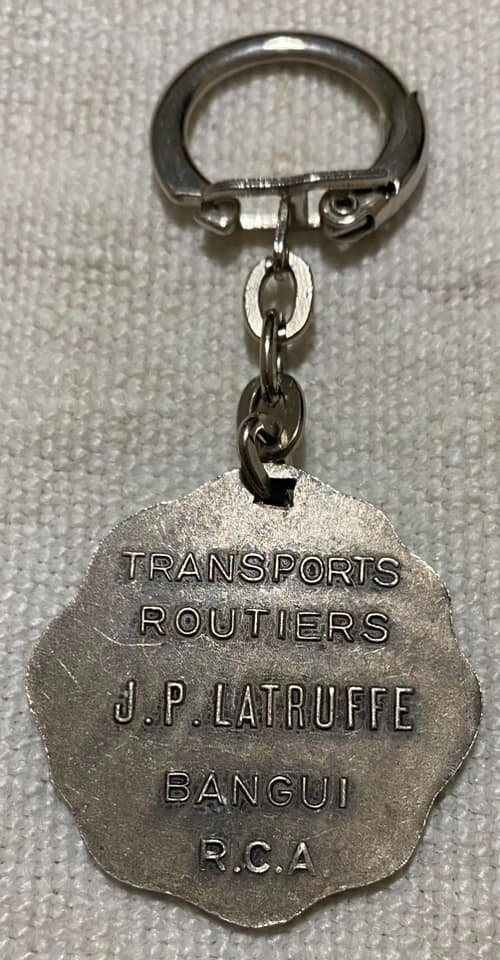 TRANSPORTS
ROUTIERS
J.P. LATRUFFE
BANGUI
R.C.A